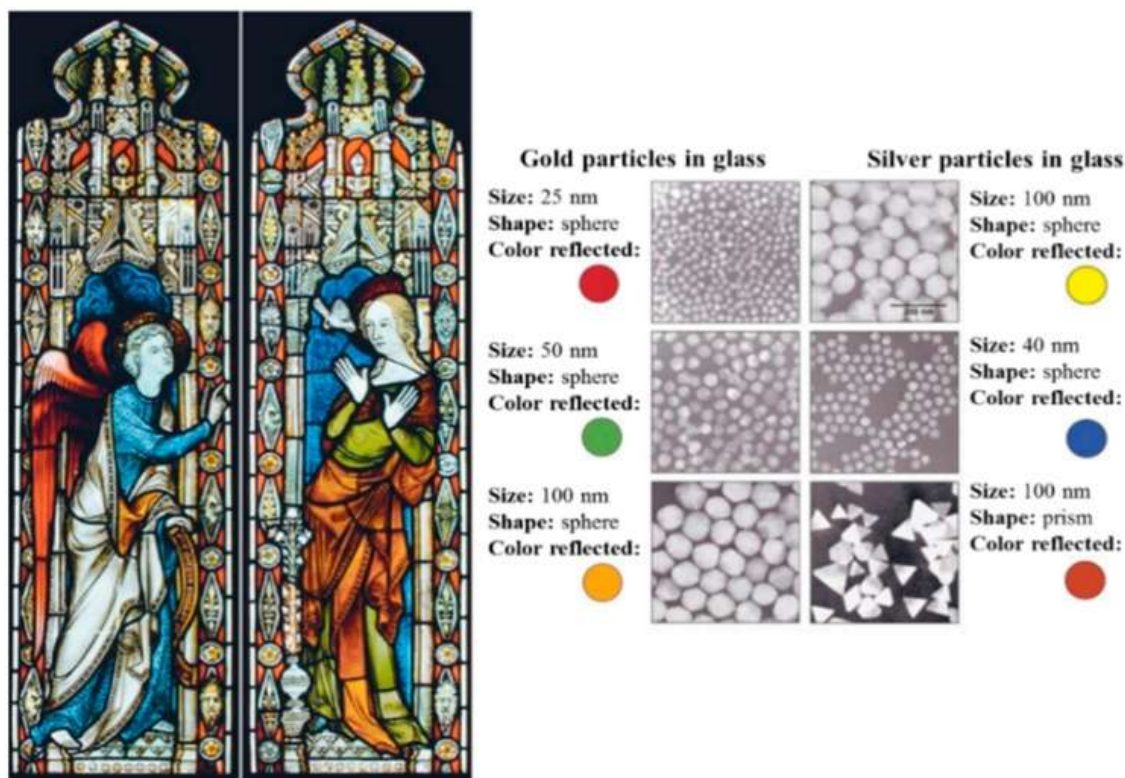 Gold particles in glass
Size: 25 nm
Shape: sphere
Color reflected:
Size: 50 nm
Shape: sphere
Color reflected:
Size: 100 nm
Shape: sphere
Color reflected:
Silver particles in glass
Size: 100 nm
Shape: sphere
Color reflected:
Size: 40 nm
Shape: sphere
Color reflected:
Size: 100 nm
Shape: prism
Color reflected: